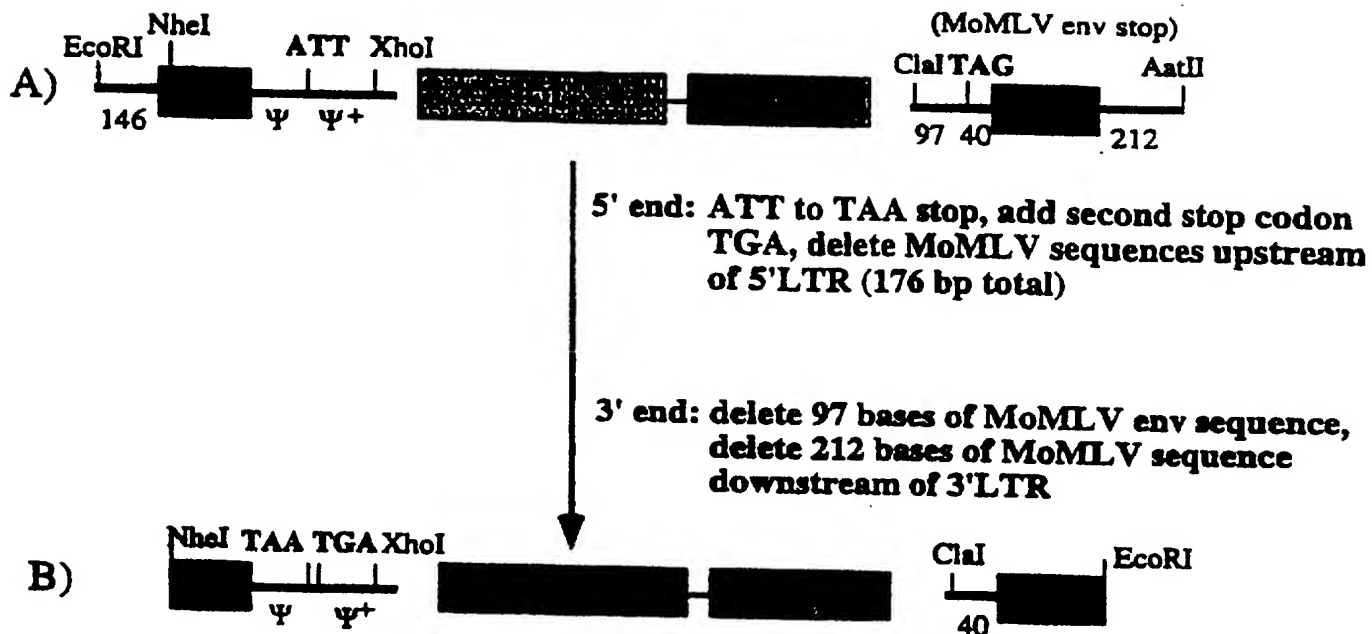 (MoMLV env stop)
EcoRI NheI ATT XhoI ClaI TAG AatII
A)
146 Ψ Ψ+ 97 40 212
5' end: ATT to TAA stop, add second stop codon
TGA, delete MoMLV sequences upstream
of 5'LTR (176 bp total)
3' end: delete 97 bases of MoMLV env sequence,
delete 212 bases of MoMLV sequence
downstream of 3'LTR
NheI TAA TGA XhoI ClaI EcoRI
B)
Ψ Ψ+ 40